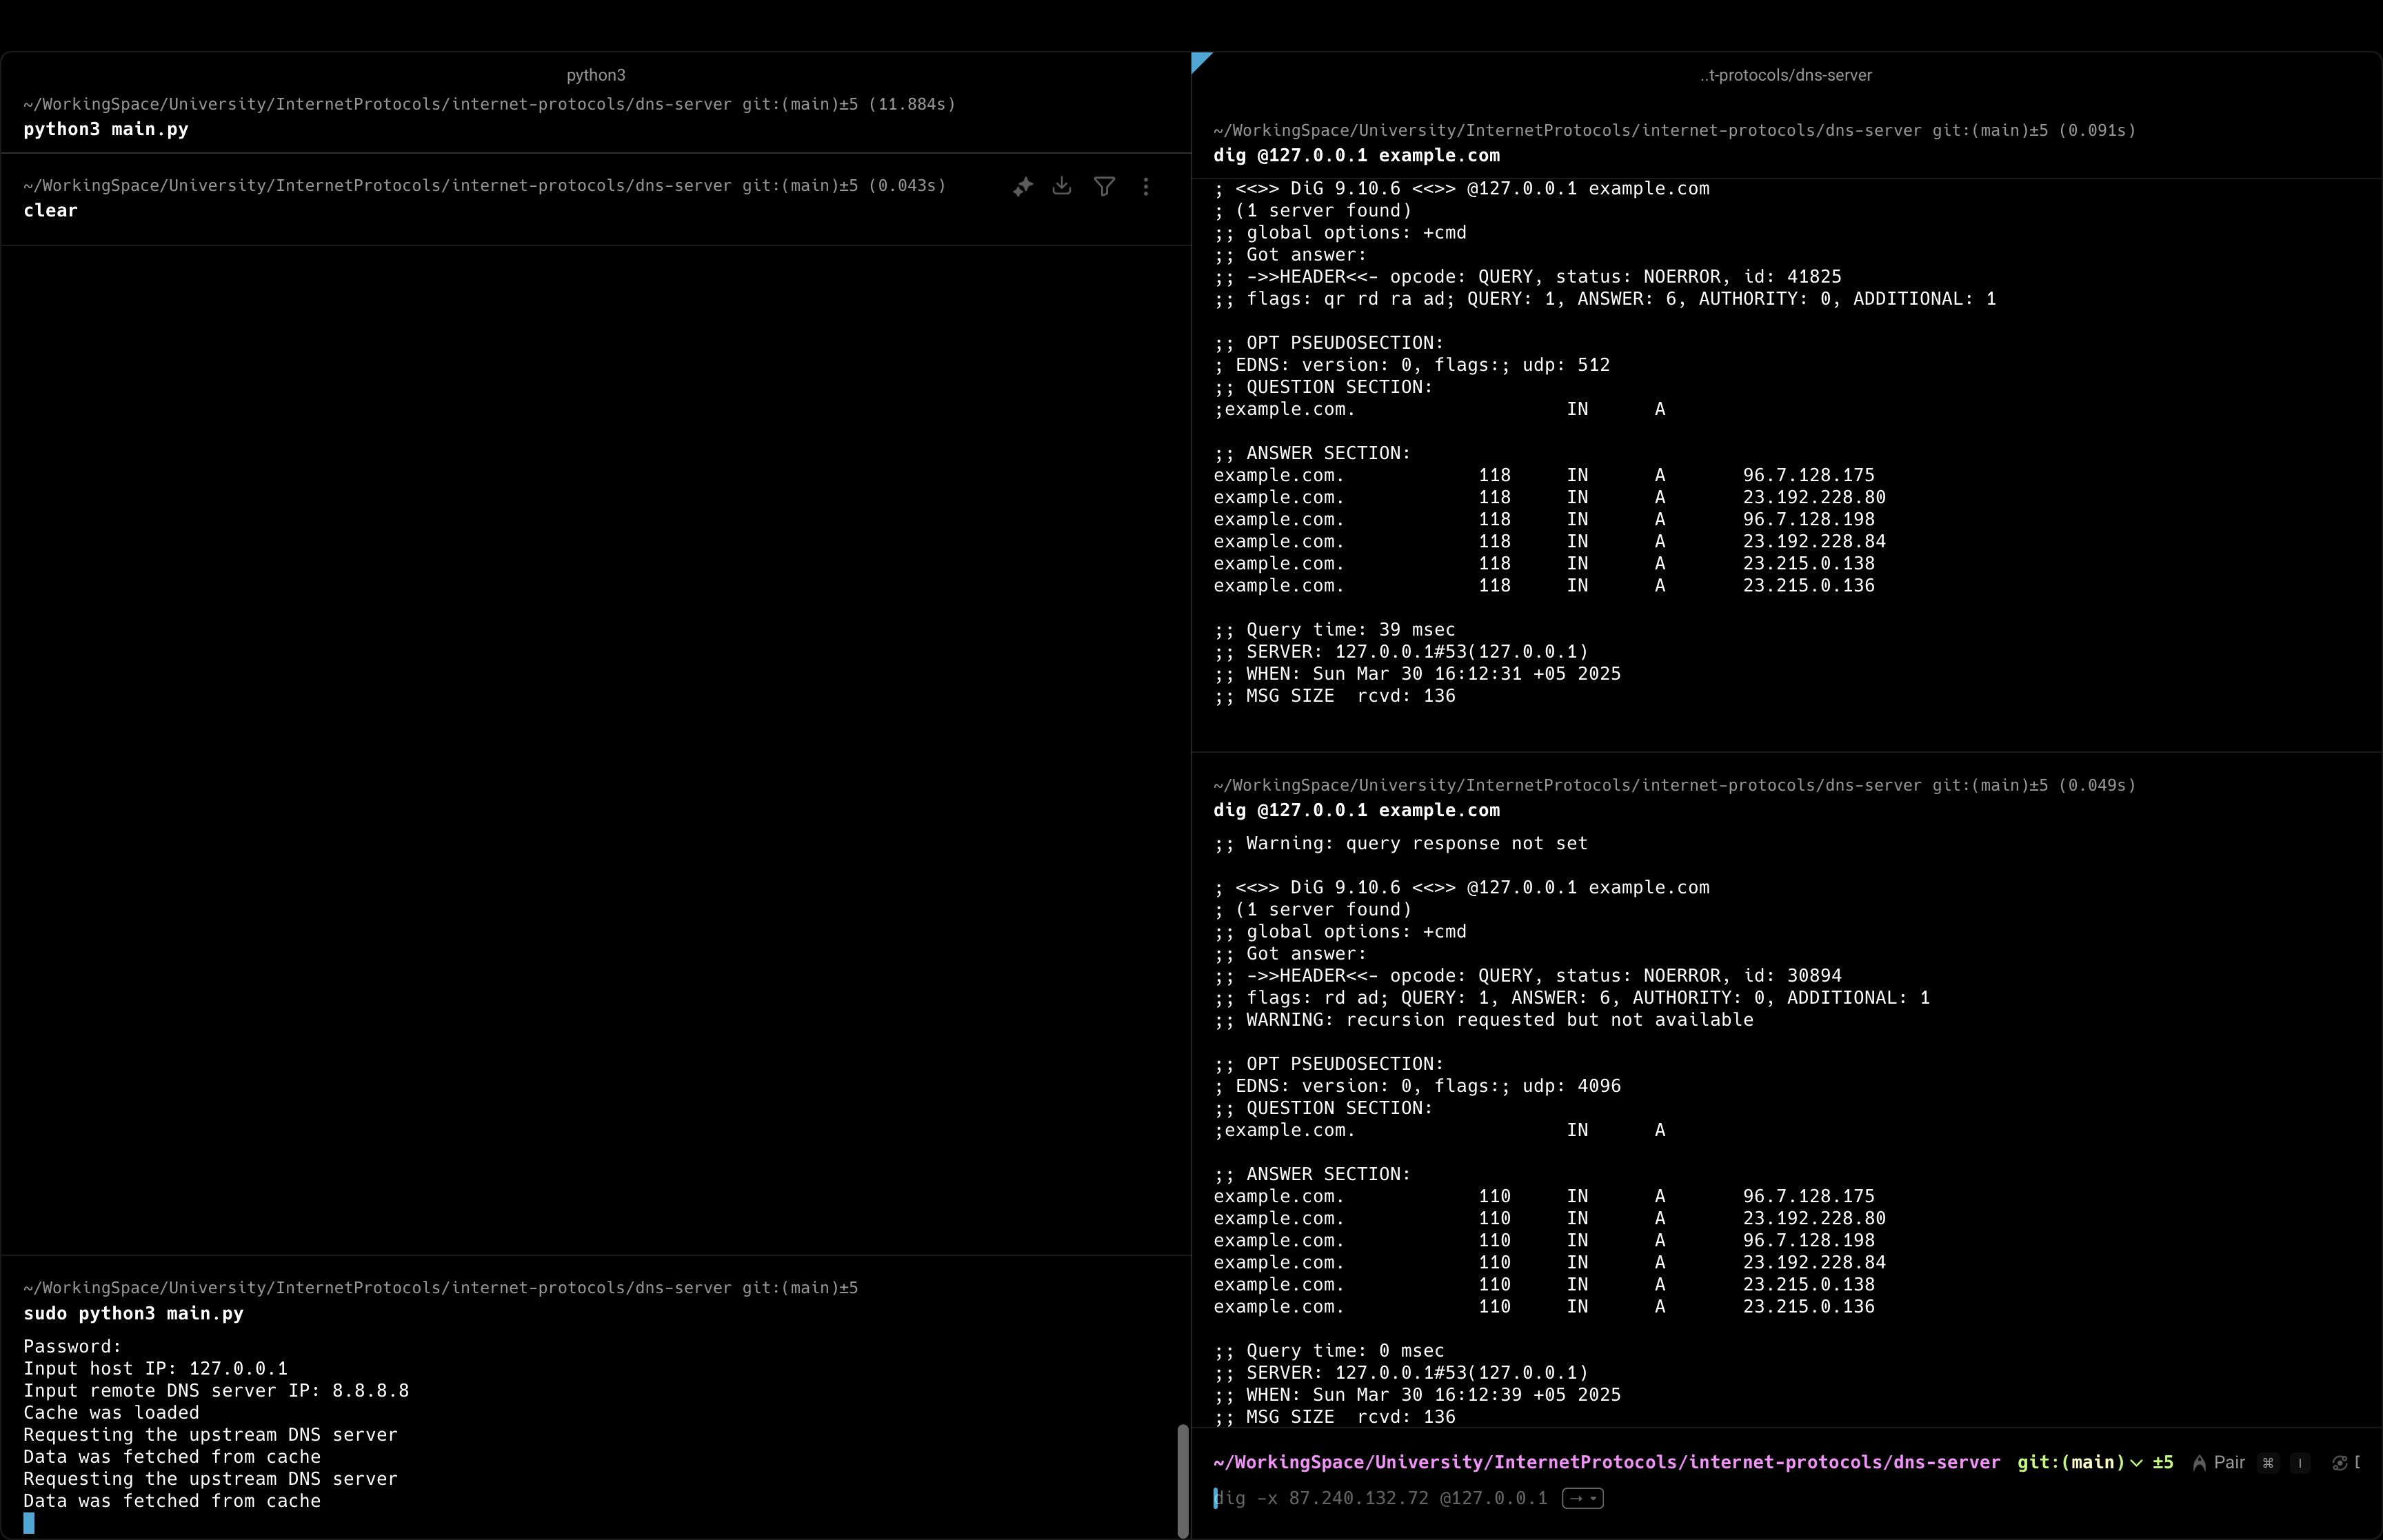 python3
~/WorkingSpace/University/InternetProtocols/internet-protocols/dns-server git:(main)±5 (11.884s)
python3 main.py
~/WorkingSpace/University/InternetProtocols/internet-protocols/dns-server git:(main)±5 (0.043s)
clear
~/WorkingSpace/University/InternetProtocols/internet-protocols/dns-server git:(main)±5
sudo python3 main.py
Password:
Input host IP: 127.0.0.1
Input remote DNS server IP: 8.8.8.8
Cache was loaded
Requesting the upstream DNS server
Data was fetched from cache
Requesting the upstream DNS server
Data was fetched from cache
..t-protocols/dns-server
~/WorkingSpace/University/InternetProtocols/internet-protocols/dns-server git:(main)±5 (0.091s)
dig @127.0.0.1 example.com
; <<>> DiG 9.10.6 <<>> @127.0.0.1 example.com
; (1 server found)
;; global options: +cmd
;; Got answer:
;; ->>HEADER<<- opcode: QUERY, status: NOERROR, id: 41825
;; flags: qr rd ra ad; QUERY: 1, ANSWER: 6, AUTHORITY: 0, ADDITIONAL: 1
;; OPT PSEUDOSECTION:
; EDNS: version: 0, flags:; udp: 512
;; QUESTION SECTION:
;example.com. IN A
;; ANSWER SECTION:
example.com. 118 IN A 96.7.128.175
example.com. 118 IN A 23.192.228.80
example.com. 118 IN A 96.7.128.198
example.com. 118 IN A 23.192.228.84
example.com. 118 IN A 23.215.0.138
example.com. 118 IN A 23.215.0.136
;; Query time: 39 msec
;; SERVER: 127.0.0.1#53(127.0.0.1)
;; WHEN: Sun Mar 30 16:12:31 +05 2025
;; MSG SIZE  rcvd: 136
~/WorkingSpace/University/InternetProtocols/internet-protocols/dns-server git:(main)±5 (0.049s)
dig @127.0.0.1 example.com
;; Warning: query response not set
; <<>> DiG 9.10.6 <<>> @127.0.0.1 example.com
; (1 server found)
;; global options: +cmd
;; Got answer:
;; ->>HEADER<<- opcode: QUERY, status: NOERROR, id: 30894
;; flags: rd ad; QUERY: 1, ANSWER: 6, AUTHORITY: 0, ADDITIONAL: 1
;; WARNING: recursion requested but not available
;; OPT PSEUDOSECTION:
; EDNS: version: 0, flags:; udp: 4096
;; QUESTION SECTION:
;example.com. IN A
;; ANSWER SECTION:
example.com. 110 IN A 96.7.128.175
example.com. 110 IN A 23.192.228.80
example.com. 110 IN A 96.7.128.198
example.com. 110 IN A 23.192.228.84
example.com. 110 IN A 23.215.0.138
example.com. 110 IN A 23.215.0.136
;; Query time: 0 msec
;; SERVER: 127.0.0.1#53(127.0.0.1)
;; WHEN: Sun Mar 30 16:12:39 +05 2025
;; MSG SIZE  rcvd: 136
~/WorkingSpace/University/InternetProtocols/internet-protocols/dns-server git:(main) ±5 Pair ⌘ I
dig -x 87.240.132.72 @127.0.0.1